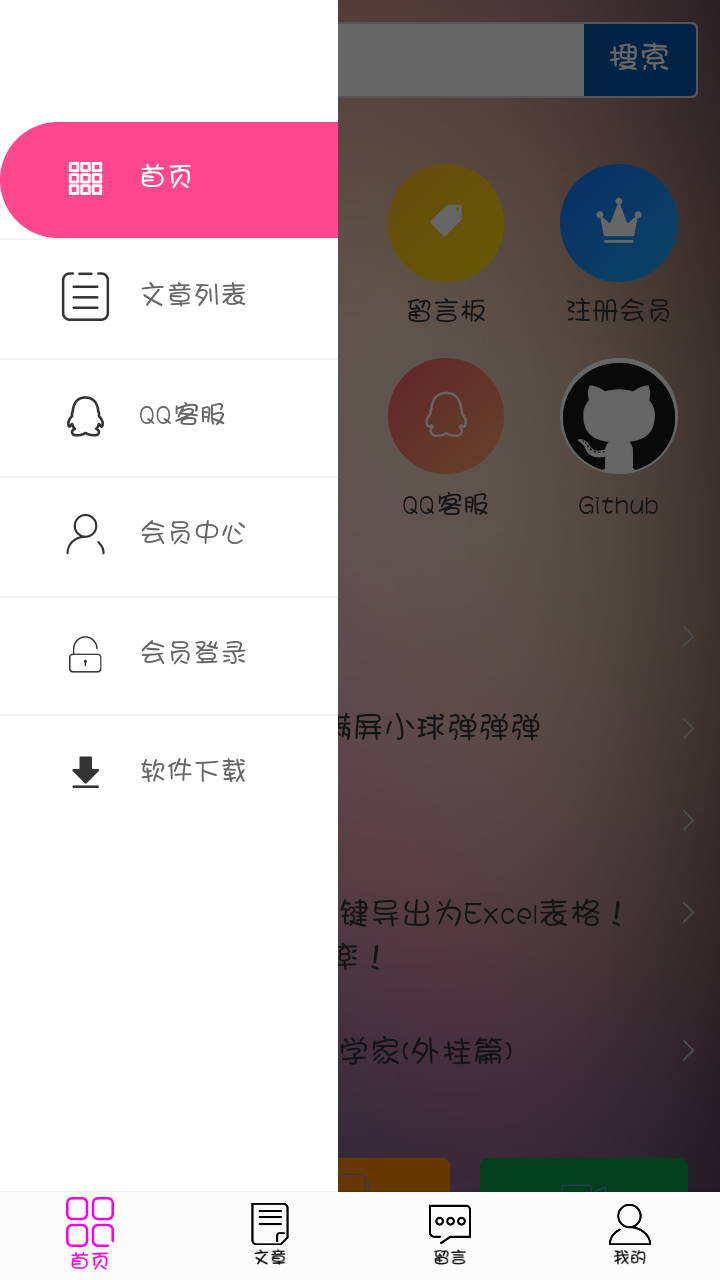 搜索
首页
文章列表
QQ客服
会员中心
会员登录
软件下载
留言板
注册会员
QQ客服
Github
满屏小球弹弹弹
键导出为Excel表格！
率！
学家(外挂篇)
首页
文章
留言
我的